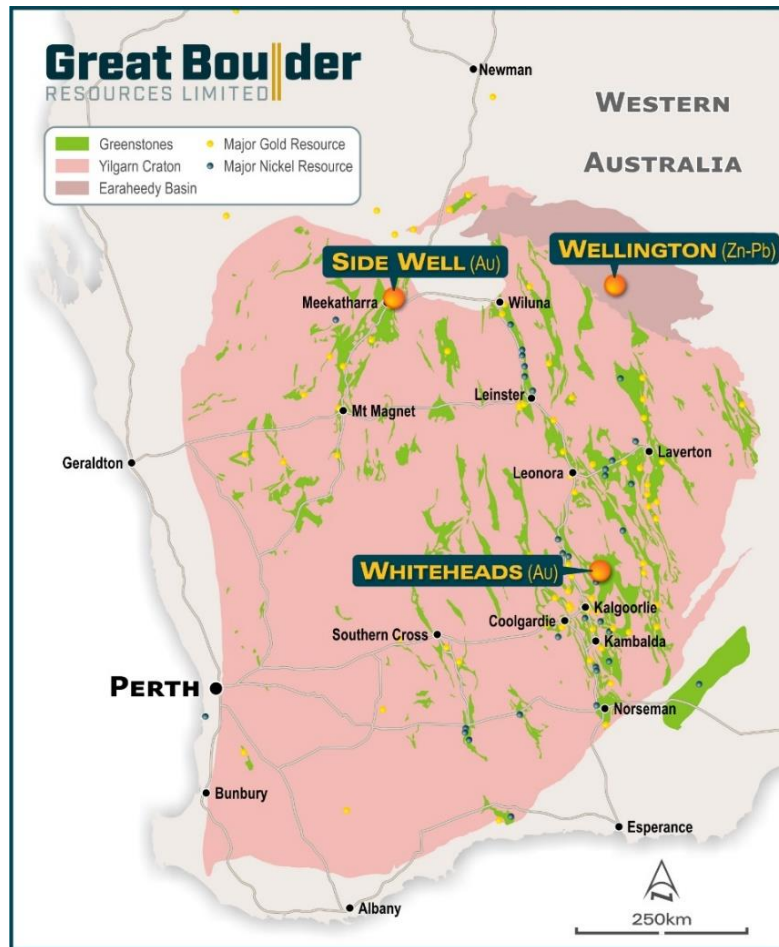 Great Boulder
RESOURCES LIMITED
Newman
WESTERN
AUSTRALIA
Greenstones
Major Gold Resource
Yilgarn Craton
Major Nickel Resource
Earaheedy Basin
SIDE WELL (Au)
WELLINGTON (Zn-Pb)
Meekatharra
Wiluna
Leinster
Mt Magnet
Geraldton
Laverton
Leonora
WHITEHEADS (Au)
Kalgoorlie
Coolgardie
Southern Cross
Kambalda
PERTH
Norseman
Bunbury
Esperance
Albany
250km